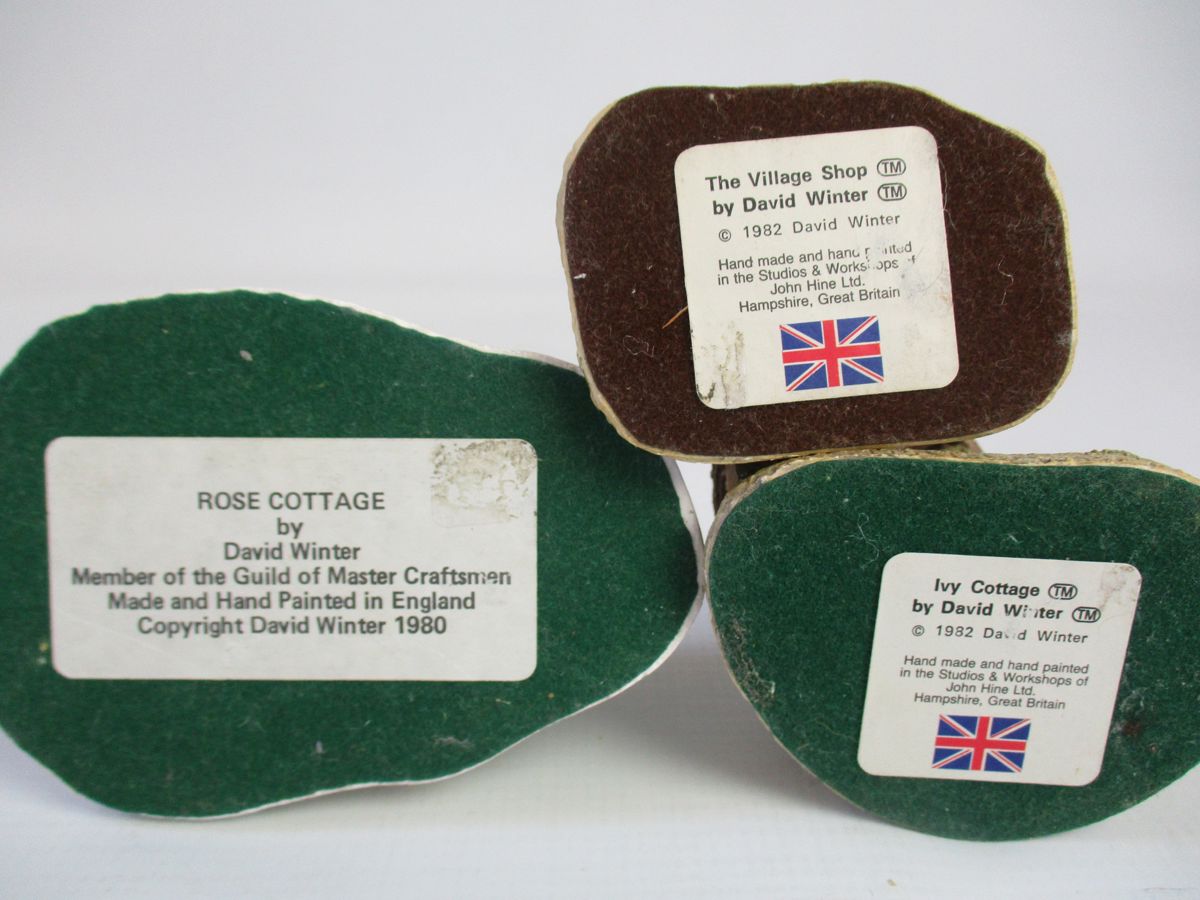 The Village Shop TM
by David Winter TM
© 1982 David Winter
Hand made and hand painted
in the Studios & Workshops of
John Hine Ltd.
Hampshire, Great Britain
ROSE COTTAGE
by
David Winter
Member of the Guild of Master Craftsmen
Made and Hand Painted in England
Copyright David Winter 1980
Ivy Cottage TM
by David Winter TM
© 1982 David Winter
Hand made and hand painted
in the Studios & Workshops of
John Hine Ltd.
Hampshire, Great Britain